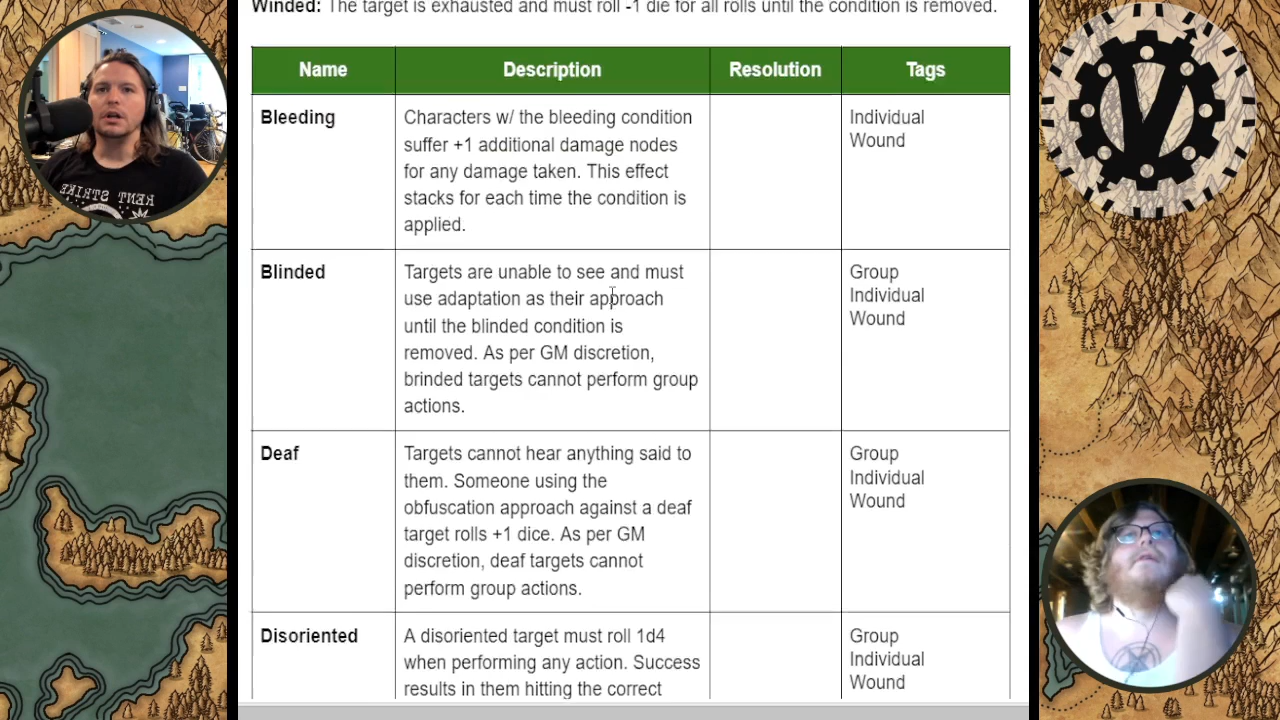 Winded: The target is exhausted and must roll -1 die for all rolls until the condition is removed.
Name Description Resolution Tags
Bleeding
Characters w/ the bleeding condition
suffer +1 additional damage nodes
for any damage taken. This effect
stacks for each time the condition is
applied.
Individual
Wound
Blinded
Targets are unable to see and must
use adaptation as their approach
until the blinded condition is
removed. As per GM discretion,
brinded targets cannot perform group
actions.
Group
Individual
Wound
Deaf
Targets cannot hear anything said to
them. Someone using the
obfuscation approach against a deaf
target rolls +1 dice. As per GM
discretion, deaf targets cannot
perform group actions.
Group
Individual
Wound
Disoriented
A disoriented target must roll 1d4
when performing any action. Success
results in them hitting the correct
Group
Individual
Wound
KENT STRIKE
V